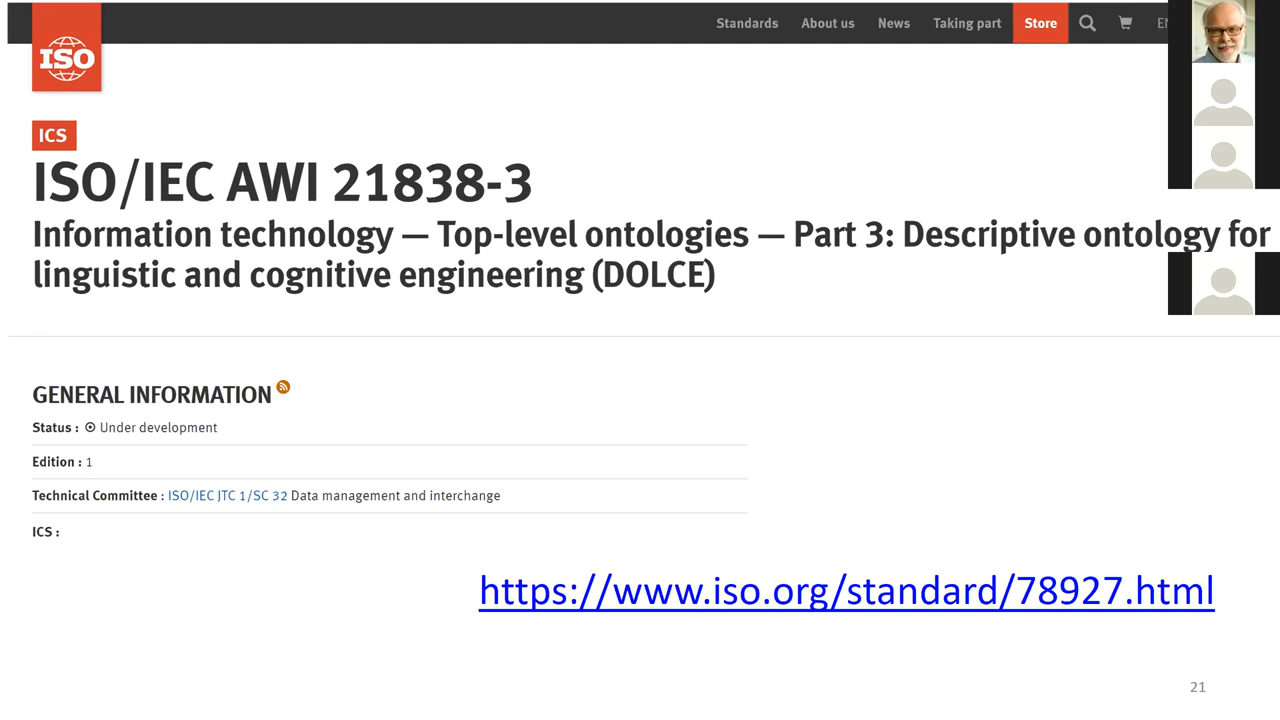 Standards About us News Taking part Store EN
ISO
ICS
ISO/IEC AWI 21838-3
Information technology — Top-level ontologies — Part 3: Descriptive ontology for
linguistic and cognitive engineering (DOLCE)
GENERAL INFORMATION
Status : Under development
Edition : 1
Technical Committee : ISO/IEC JTC 1/SC 32 Data management and interchange
ICS :
https://www.iso.org/standard/78927.html
21